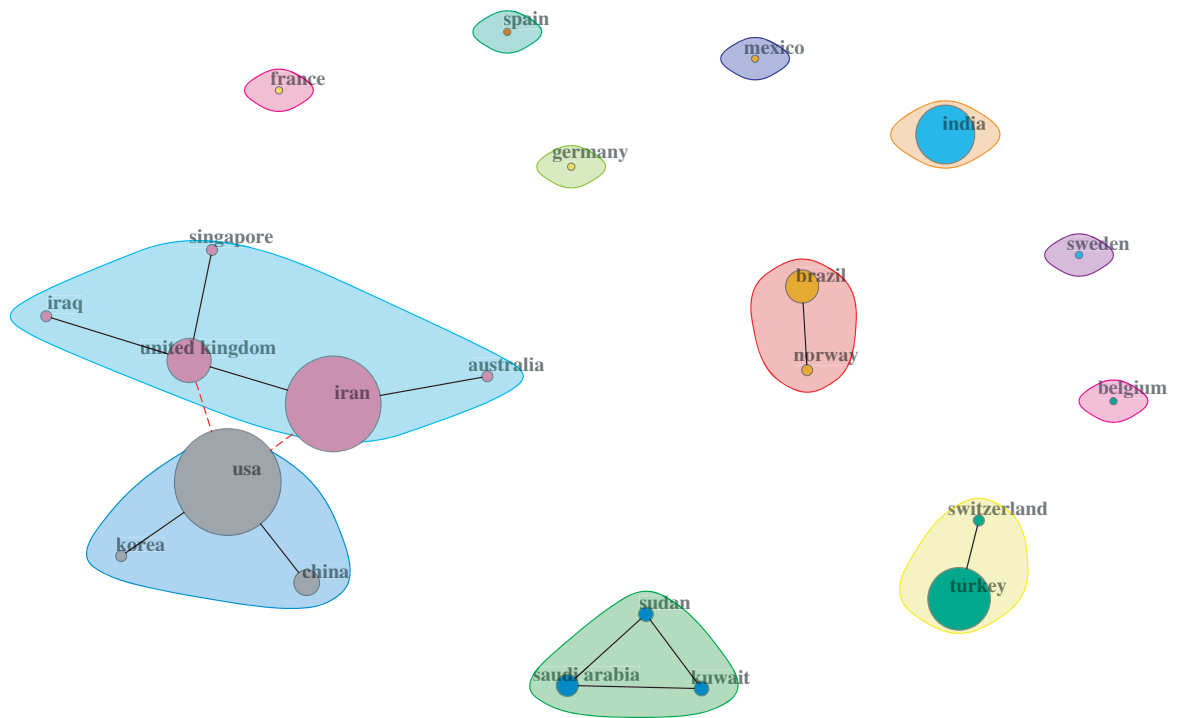 spain
mexico
france
india
germany
singapore
sweden
brazil
iraq
united kingdom
norway
australia
iran
belgium
usa
switzerland
korea
china
turkey
sudan
saudi arabia
kuwait